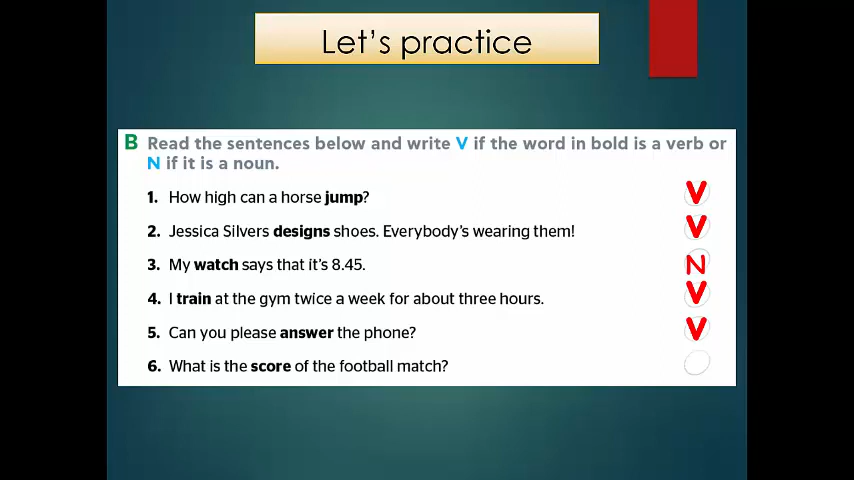 Let's practice
B Read the sentences below and write V if the word in bold is a verb or
N if it is a noun.
1. How high can a horse jump? V
2. Jessica Silvers designs shoes. Everybody's wearing them! V
3. My watch says that it's 8.45. N
4. I train at the gym twice a week for about three hours. V
5. Can you please answer the phone? V
6. What is the score of the football match?